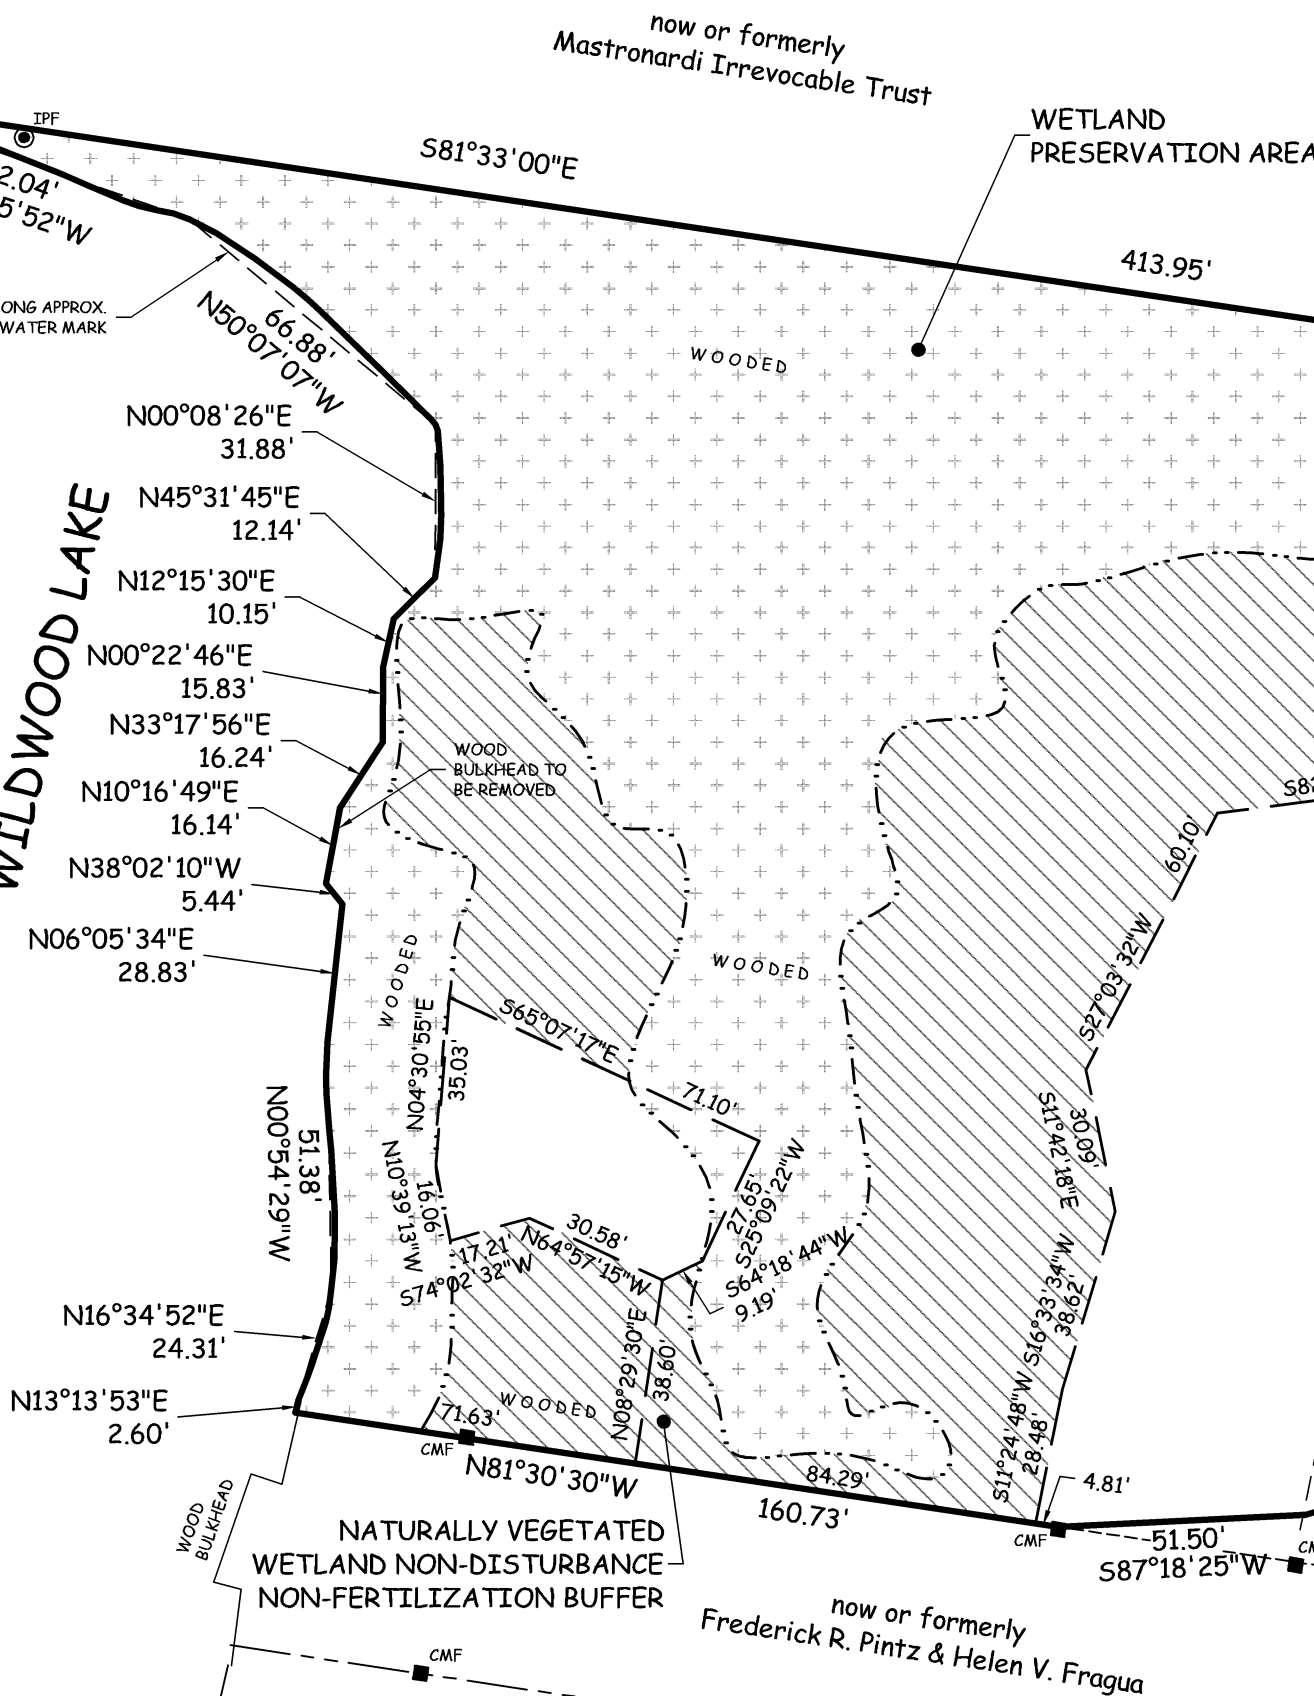 now or formerly
Mastronardi Irrevocable Trust
IPF
S81°33'00"E
WETLAND
PRESERVATION AREA
413.95'
2.04'
5'52"W
ONG APPROX.
WATER MARK
66.88'
N50°07'07"W
WOODED
N00°08'26"E
31.88'
N45°31'45"E
12.14'
WILDWOOD LAKE
N12°15'30"E
10.15'
N00°22'46"E
15.83'
N33°17'56"E
16.24'
WOOD
BULKHEAD TO
BE REMOVED
N10°16'49"E
16.14'
N38°02'10"W
5.44'
N06°05'34"E
28.83'
WOODED
WOODED
60.10'
S27°03'32"W
S65°07'17"E
71.10'
N04°30'55"E
35.03'
51.38'
N00°54'29"W
16.06'
N10°39'13"W
30.09'
S11°42'18"E
27.65'
S25°09'22"W
30.58'
N64°57'15"W
17.21'
S74°02'32"W
S64°18'44"W
9.19'
S16°33'34"W
38.62'
N16°34'52"E
24.31'
N08°29'30"E
38.60'
N13°13'53"E
2.60'
WOODED
71.63'
CMF
N81°30'30"W
84.29'
160.73'
S11°24'48"W
28.48'
4.81'
CMF
51.50'
S87°18'25"W
WOOD
BULKHEAD
NATURALLY VEGETATED
WETLAND NON-DISTURBANCE
NON-FERTILIZATION BUFFER
now or formerly
Frederick R. Pintz & Helen V. Fragua
CMF